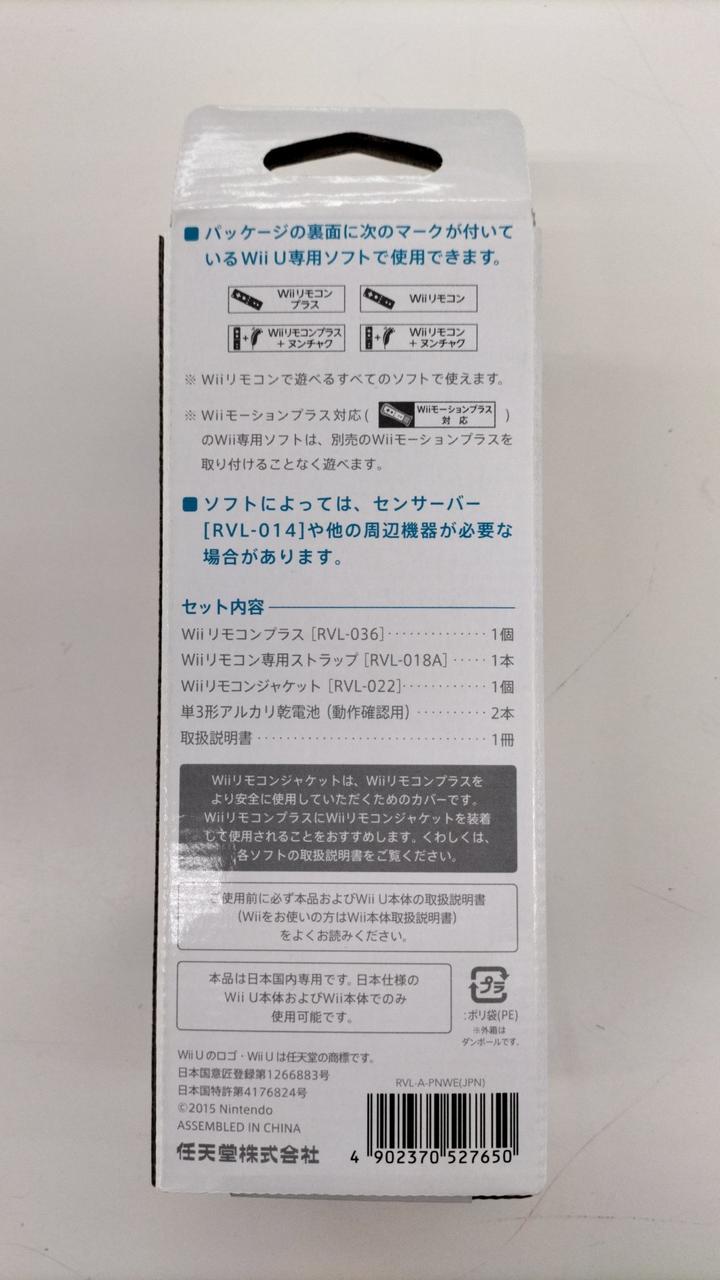 ■パッケージの裏面に次のマークが付いて
いるWii U専用ソフトで使用できます。
Wiiリモコン
プラス
Wiiリモコン
Wiiリモコンプラス
+ ヌンチャク
Wiiリモコン
+ ヌンチャク
※ Wiiリモコンで遊べるすべてのソフトで使えます。
※ Wiiモーションプラス対応(
Wiiモーションプラス
対 応
)
のWii専用ソフトは、別売のWiiモーションプラスを
取り付けることなく遊べます。
■ソフトによっては、センサーバー
[RVL-014]や他の周辺機器が必要な
場合があります。
セット内容
Wii リモコンプラス [RVL-036]·············· 1個
Wiiリモコン専用ストラップ [RVL-018A]····· 1本
Wiiリモコンジャケット [RVL-022]············ 1個
単3形アルカリ乾電池(動作確認用)·········· 2本
取扱説明書································ 1冊
Wiiリモコンジャケットは、Wiiリモコンプラスを
より安全に使用していただくためのカバーです。
WiiリモコンプラスにWiiリモコンジャケットを装着
して使用されることをおすすめします。くわしくは、
各ソフトの取扱説明書をご覧ください。
ご使用前に必ず本品およびWii U本体の取扱説明書
(Wiiをお使いの方はWii本体取扱説明書)
をよくお読みください。
本品は日本国内専用です。日本仕様の
Wii U本体およびWii本体でのみ
使用可能です。
プラ
:ポリ袋(PE)
※外箱は
ダンボールです。
Wii Uのロゴ・Wii Uは任天堂の商標です。
日本国意匠登録第1266883号
日本国特許第4176824号
©2015 Nintendo
ASSEMBLED IN CHINA
任天堂株式会社
RVL-A-PNWE(JPN)
4 902370 527650